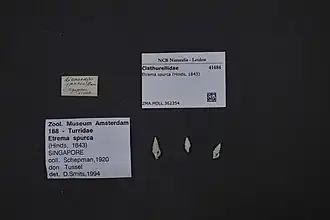 NCB Naturalis - Leiden
Clathurellidae 41484
Etrema spurca (Hinds, 1843)
ZMA.MOLL.362354
Zool. Museum Amsterdam
188 - Turridae
Etrema spurca
(Hinds, 1843)
SINGAPORE
coll. Schepman,1920
don Tussel
det. D.Smits,1994